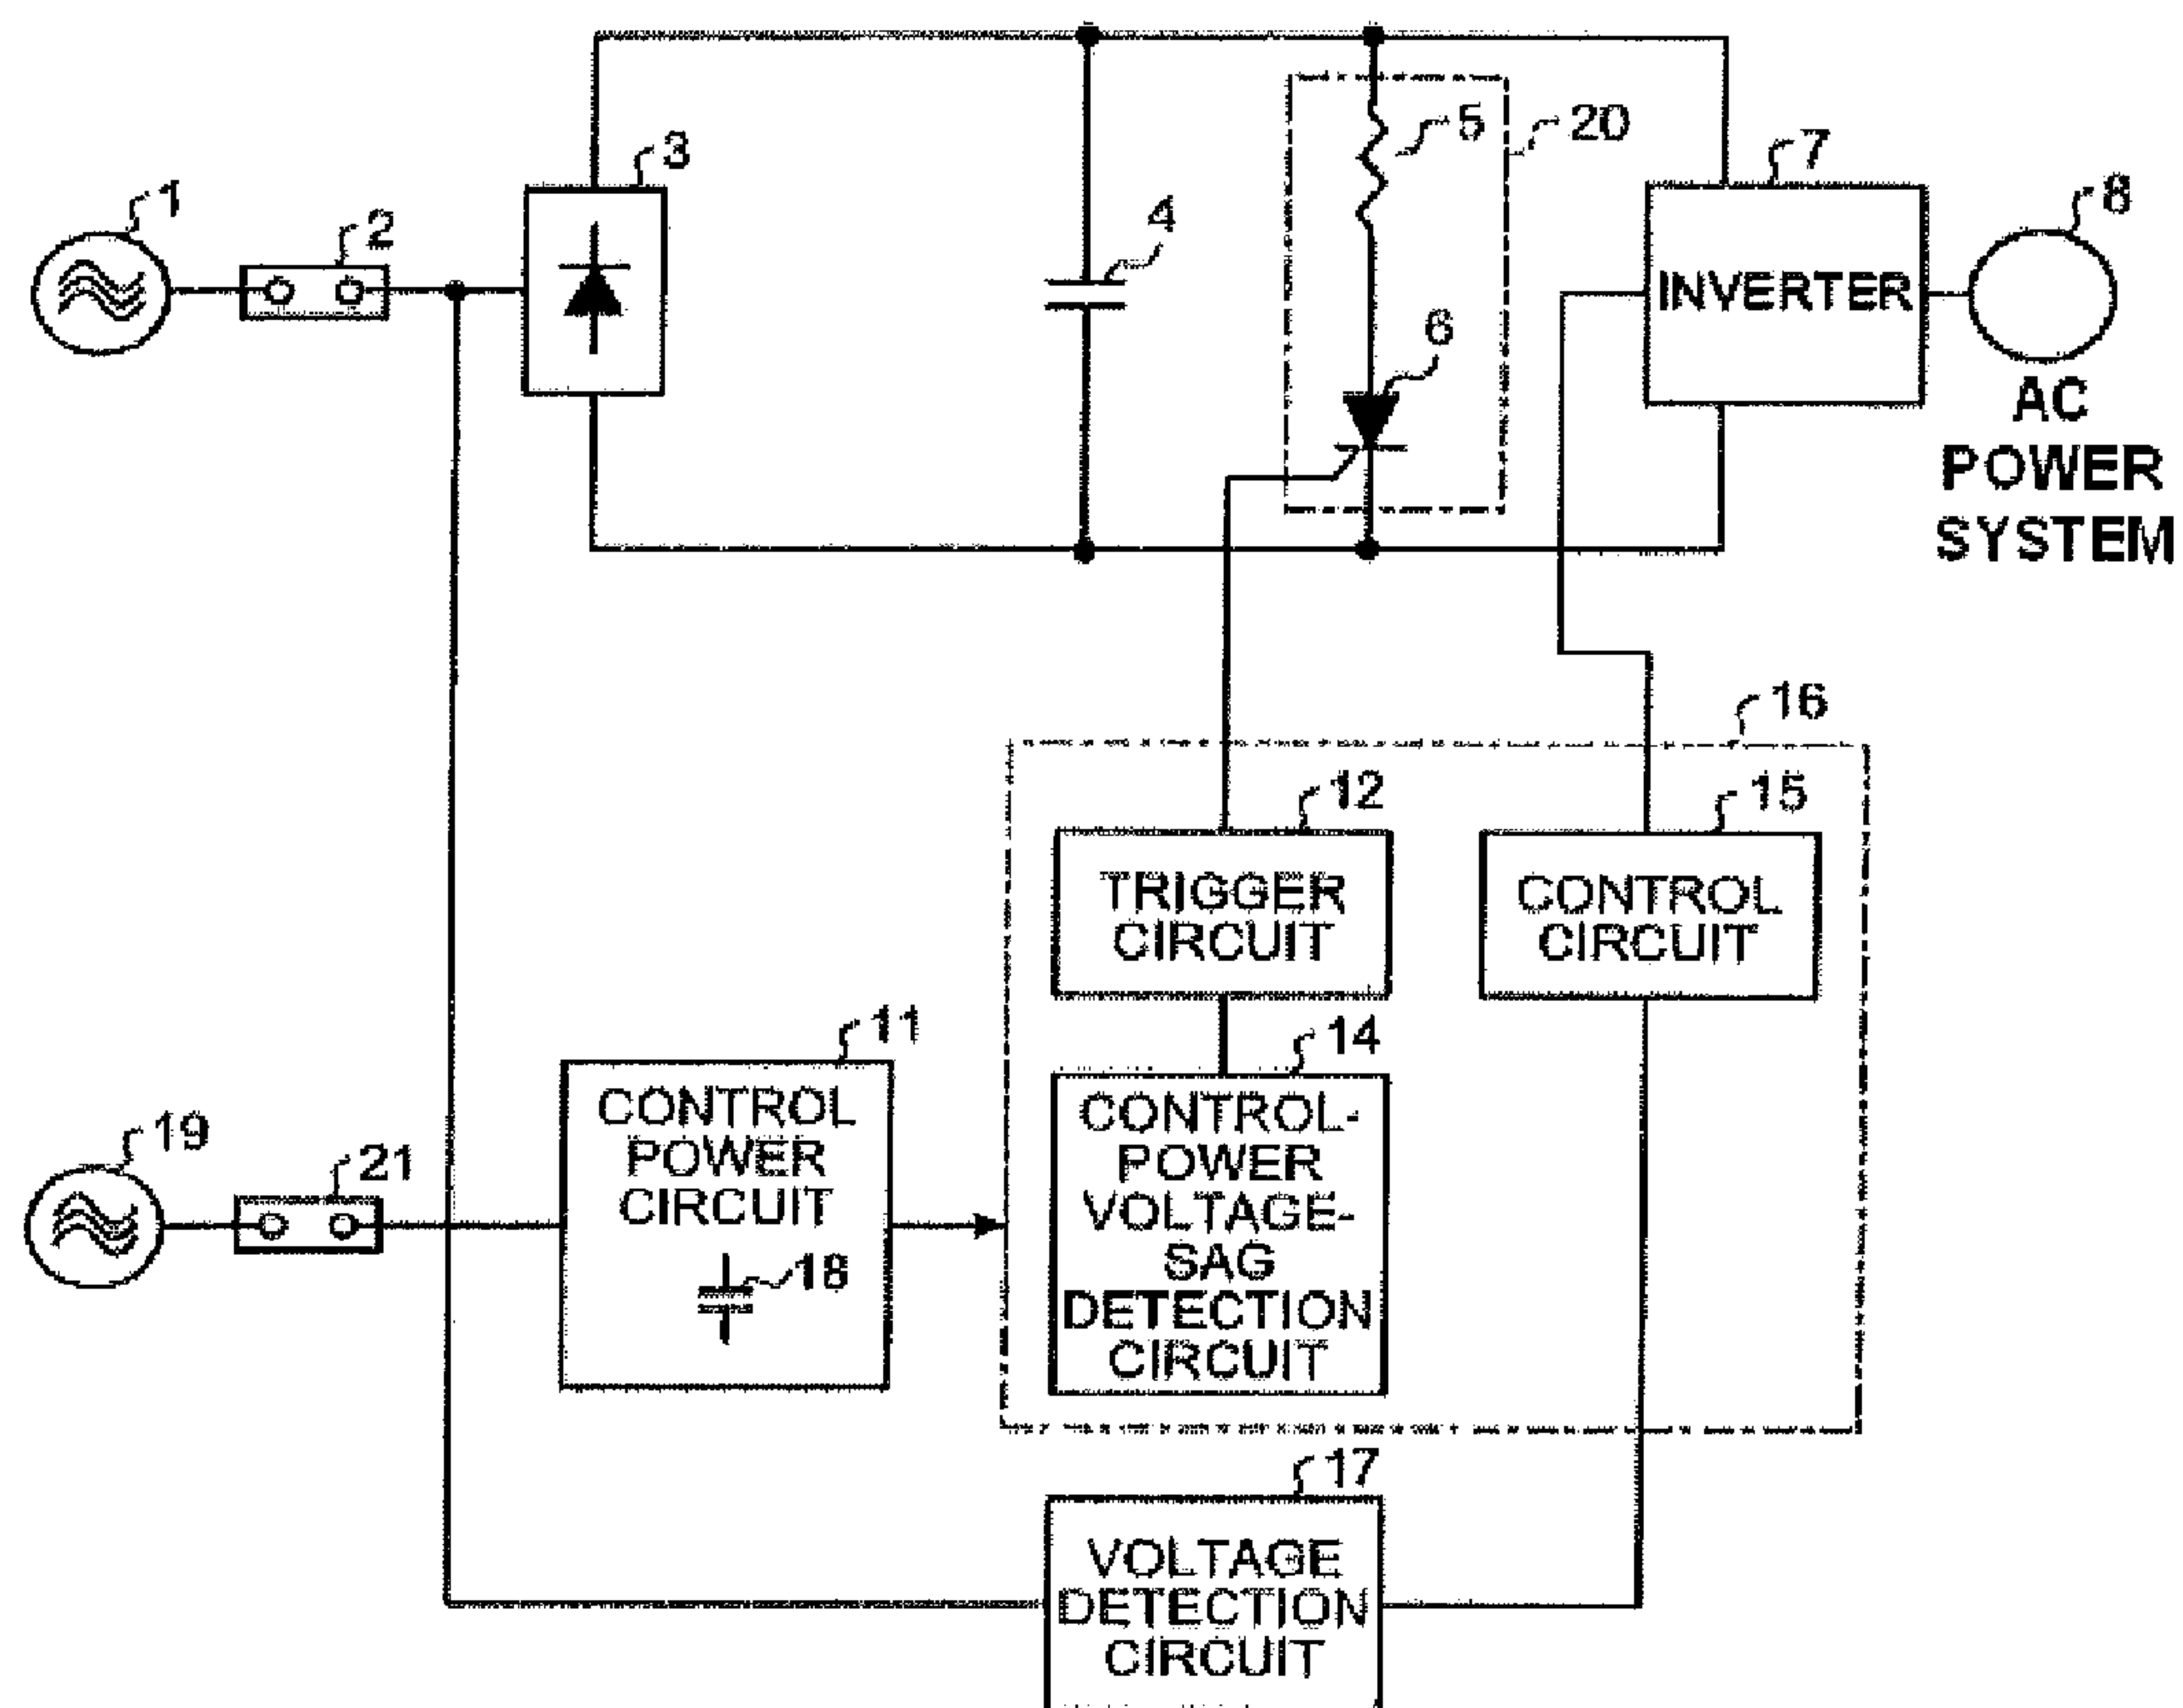 1
2
3
4
5
20
6
7
INVERTER
8
AC
POWER
SYSTEM
16
12
TRIGGER
CIRCUIT
15
CONTROL
CIRCUIT
19
21
11
CONTROL
POWER
CIRCUIT
18
14
CONTROL-
POWER
VOLTAGE-
SAG
DETECTION
CIRCUIT
17
VOLTAGE
DETECTION
CIRCUIT